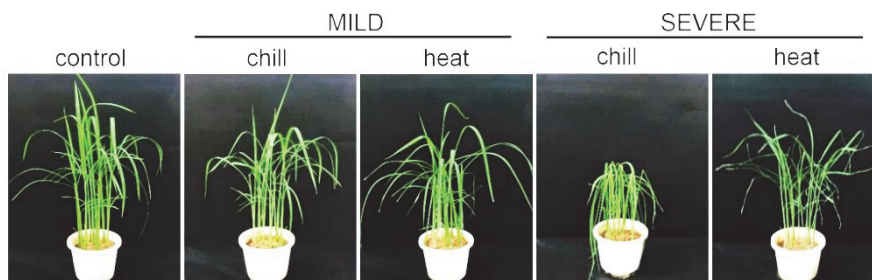 MILD
SEVERE
control
chill
heat
chill
heat